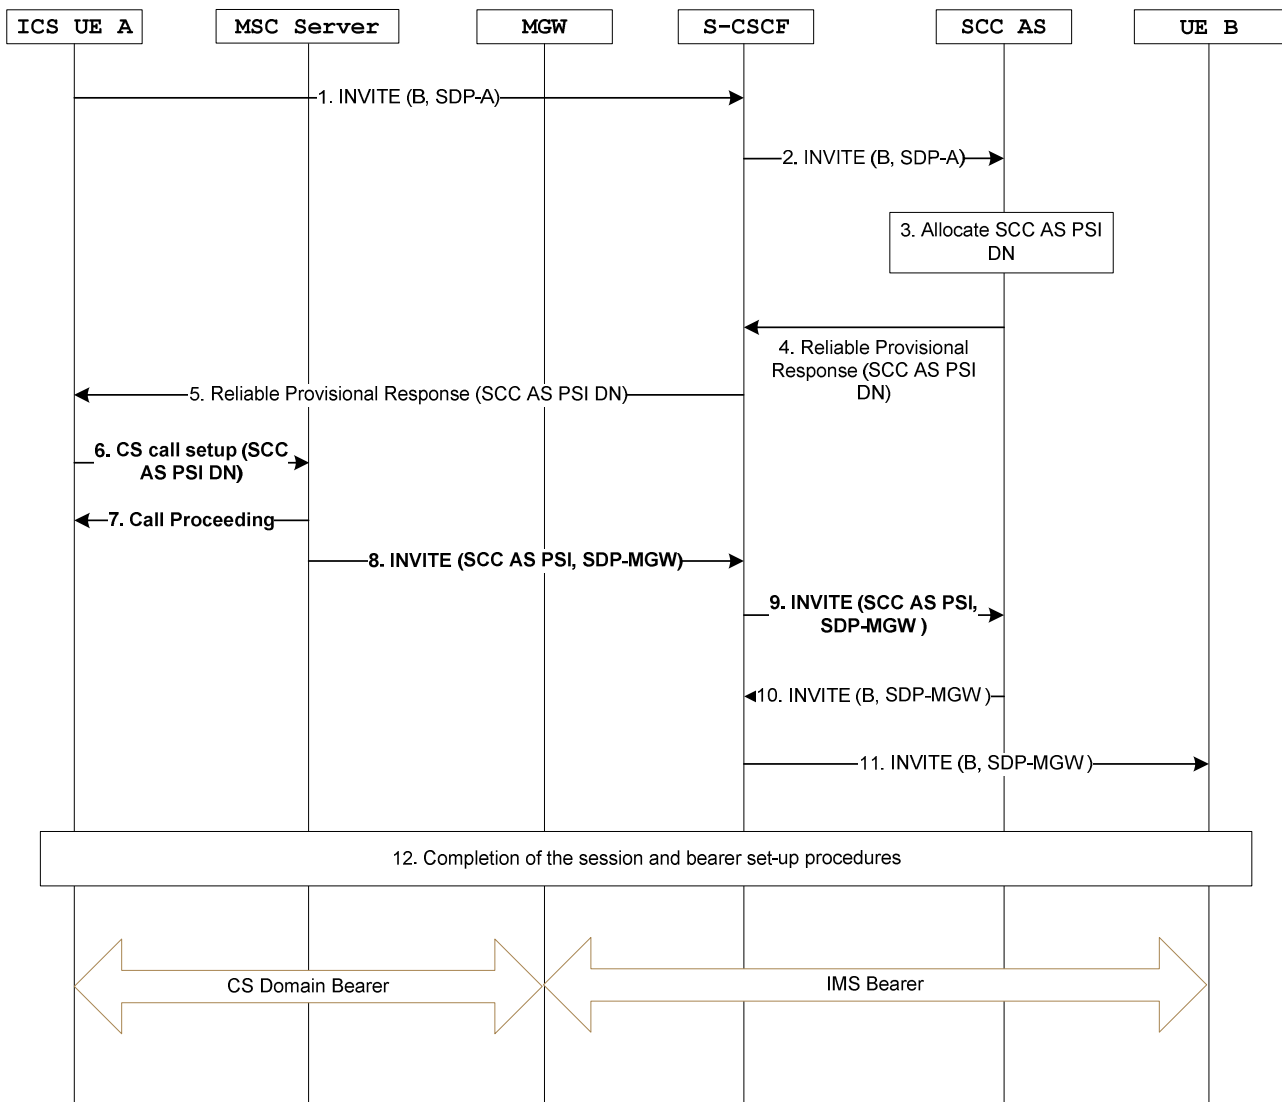 ICS UE A
MSC Server
MGW
S-CSCF
SCC AS
UE B
1. INVITE (B, SDP-A)
2. INVITE (B, SDP-A)
3. Allocate SCC AS PSI
DN
4. Reliable Provisional
Response (SCC AS PSI
DN)
5. Reliable Provisional Response (SCC AS PSI DN)
6. CS call setup (SCC
AS PSI DN)
7. Call Proceeding
8. INVITE (SCC AS PSI, SDP-MGW)
9. INVITE (SCC AS PSI,
SDP-MGW )
10. INVITE (B, SDP-MGW )
11. INVITE (B, SDP-MGW )
12. Completion of the session and bearer set-up procedures
CS Domain Bearer
IMS Bearer